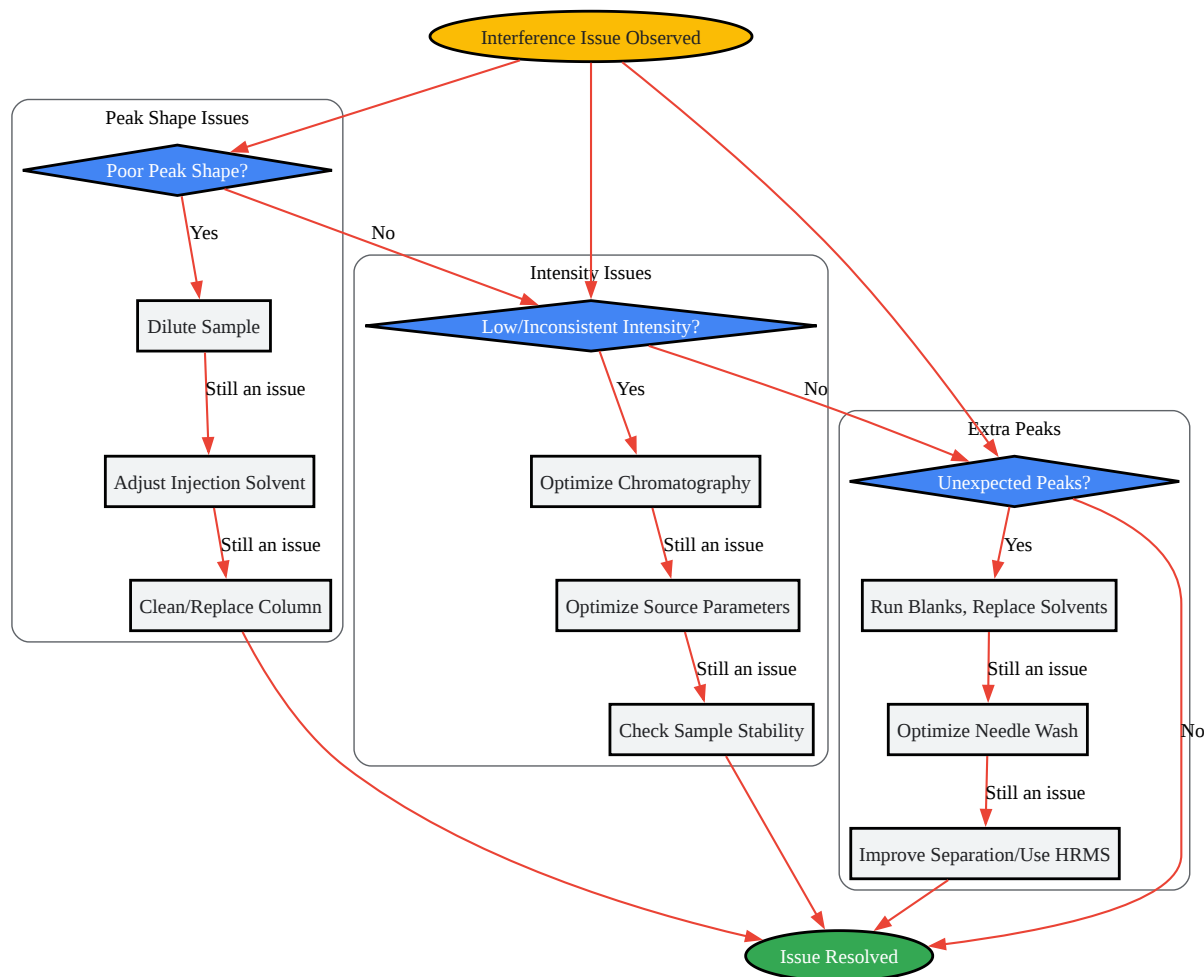 Interference Issue Observed
Peak Shape Issues
Poor Peak Shape?
Yes
No
Intensity Issues
Dilute Sample
Low/Inconsistent Intensity?
Still an issue
Yes
No
Extra Peaks
Adjust Injection Solvent
Optimize Chromatography
Unexpected Peaks?
Still an issue
Still an issue
Yes
Clean/Replace Column
Optimize Source Parameters
Run Blanks, Replace Solvents
Still an issue
Still an issue
Check Sample Stability
Optimize Needle Wash
No
Still an issue
Improve Separation/Use HRMS
Issue Resolved